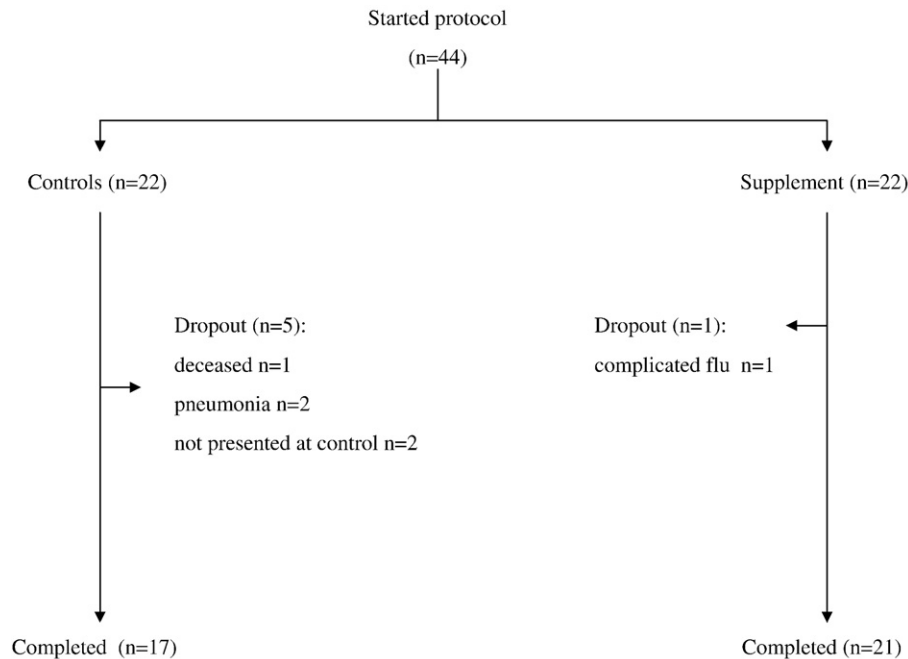 Started protocol
(n=44)
Controls (n=22)
Supplement (n=22)
Dropout (n=5):
deceased n=1
pneumonia n=2
not presented at control n=2
Dropout (n=1):
complicated flu  n=1
Completed  (n=17)
Completed (n=21)